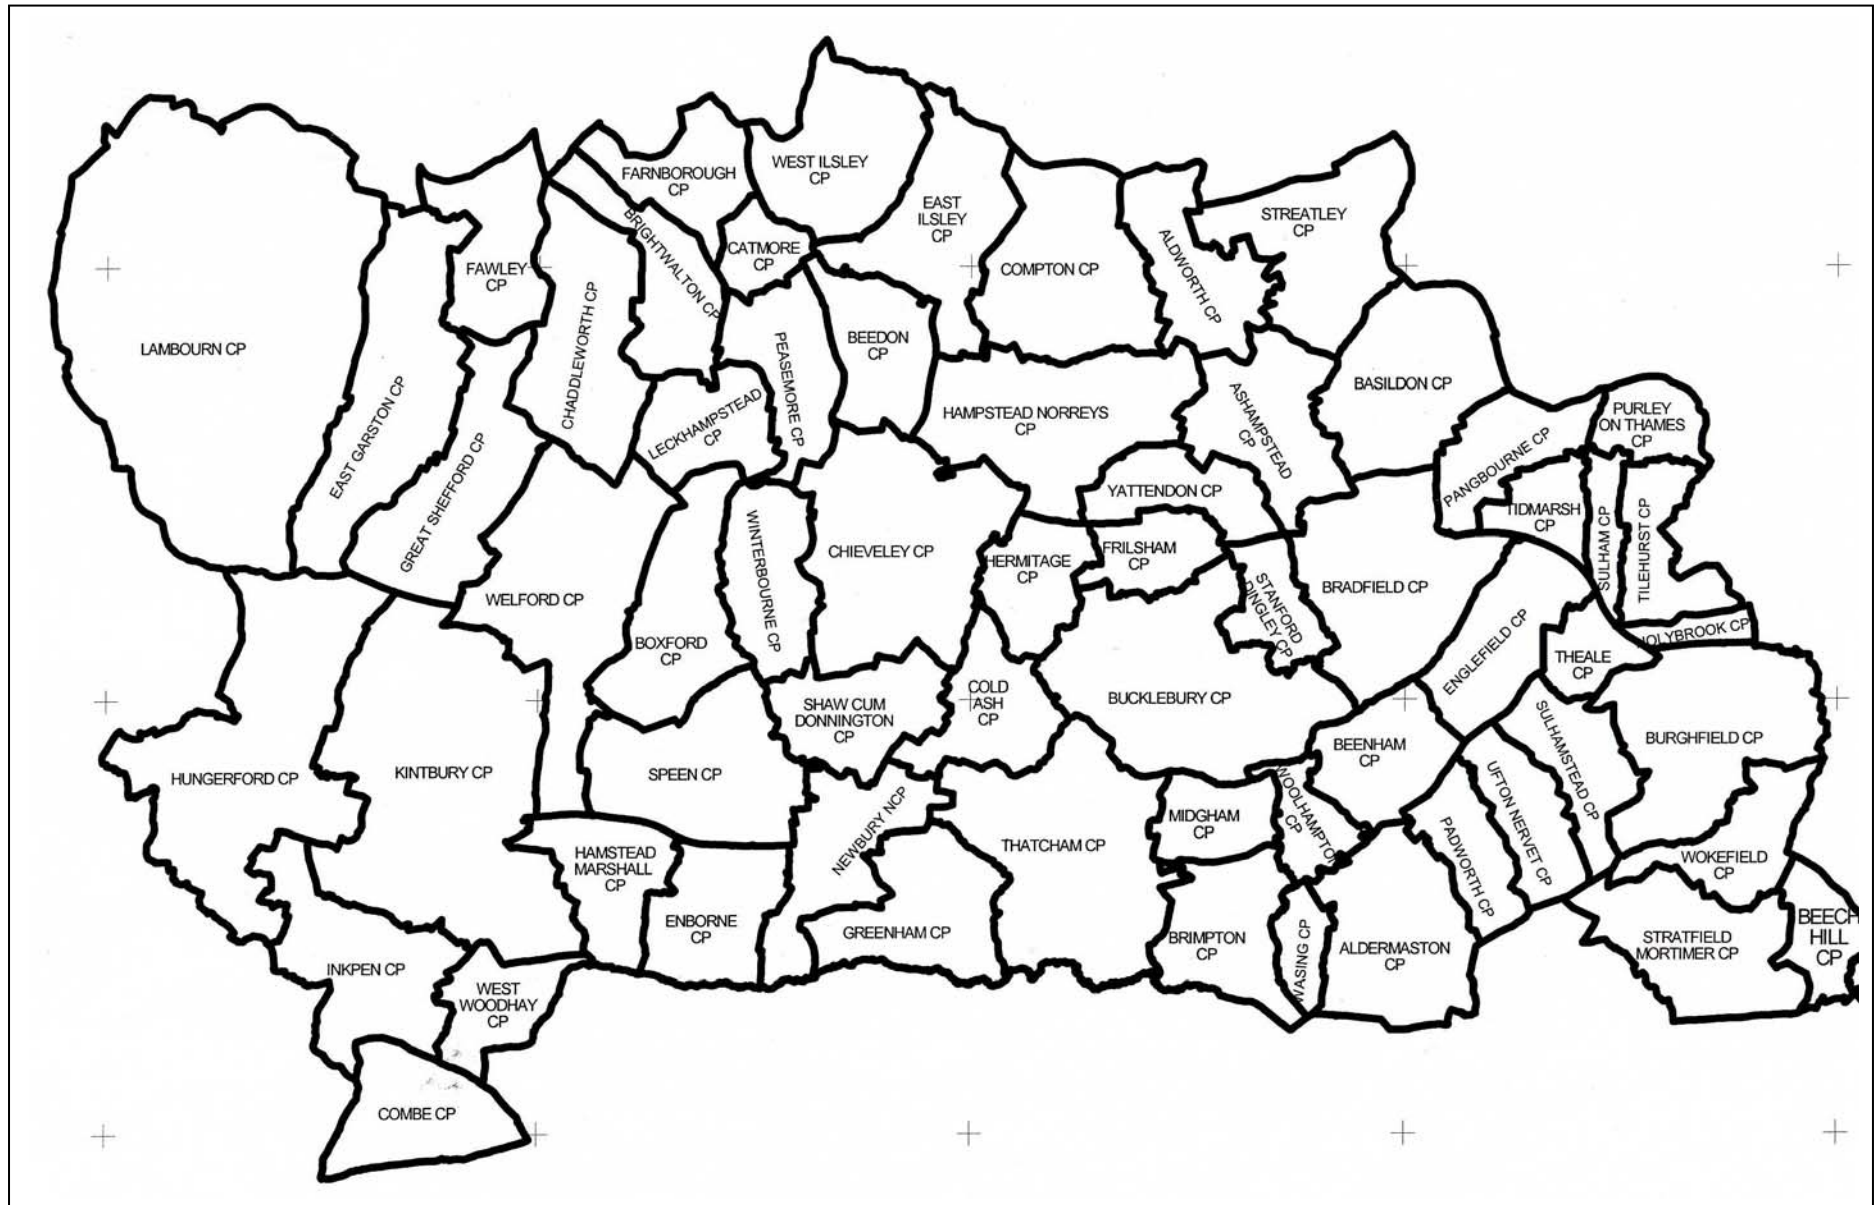 WEST ILSLEY
CP
FARNBOROUGH
CP
EAST
ILSLEY
CP
STREATLEY
CP
BRIGHTWALTON CP
CATMORE
CP
ALDWORTH CP
FAWLEY
CP
COMPTON CP
CHADDLEWORTH CP
LAMBOURN CP
PEASEMORE CP
BEEDON
CP
BASILDON CP
EAST GARSTON CP
LECKHAMPSTEAD
CP
HAMPSTEAD NORREYS
CP
ASHAMPSTEAD
CP
PURLEY
ON THAMES
CP
GREAT SHEFFORD CP
PANGBOURNE CP
YATTENDON CP
TIDMARSH
CP
SULHAM CP
TILEHURST CP
WINTERBOURNE CP
CHIEVELEY CP
HERMITAGE
CP
FRILSHAM
CP
STANFORD
DINGLEY CP
BRADFIELD CP
WELFORD CP
BOXFORD
CP
ENGLEFIELD CP
OLYBROOK CP
THEALE
CP
SHAW CUM
DONNINGTON
CP
COLD
ASH
CP
BUCKLEBURY CP
SULHAMSTEAD CP
BURGHFIELD CP
BEENHAM
CP
HUNGERFORD CP
KINTBURY CP
SPEEN CP
NEWBURY NCP
WOOLHAMPTON
CP
UFTON NERVET CP
MIDGHAM
CP
THATCHAM CP
PADWORTH CP
HAMSTEAD
MARSHALL
CP
WOKEFIELD
CP
ENBORNE
CP
GREENHAM CP
BRIMPTON
CP
WASING CP
ALDERMASTON
CP
STRATFIELD
MORTIMER CP
BEECH
HILL
CP
INKPEN CP
WEST
WOODHAY
CP
COMBE CP